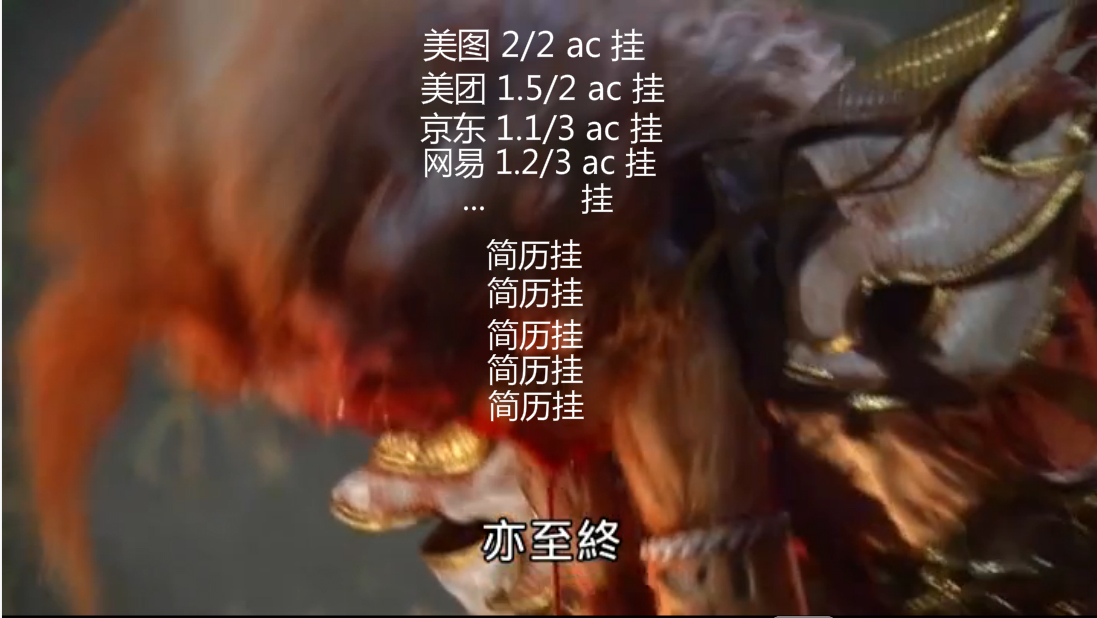 美图 2/2 ac 挂
美团 1.5/2 ac 挂
京东 1.1/3 ac 挂
网易 1.2/3 ac 挂
... 挂
简历挂
简历挂
简历挂
简历挂
简历挂
亦至終